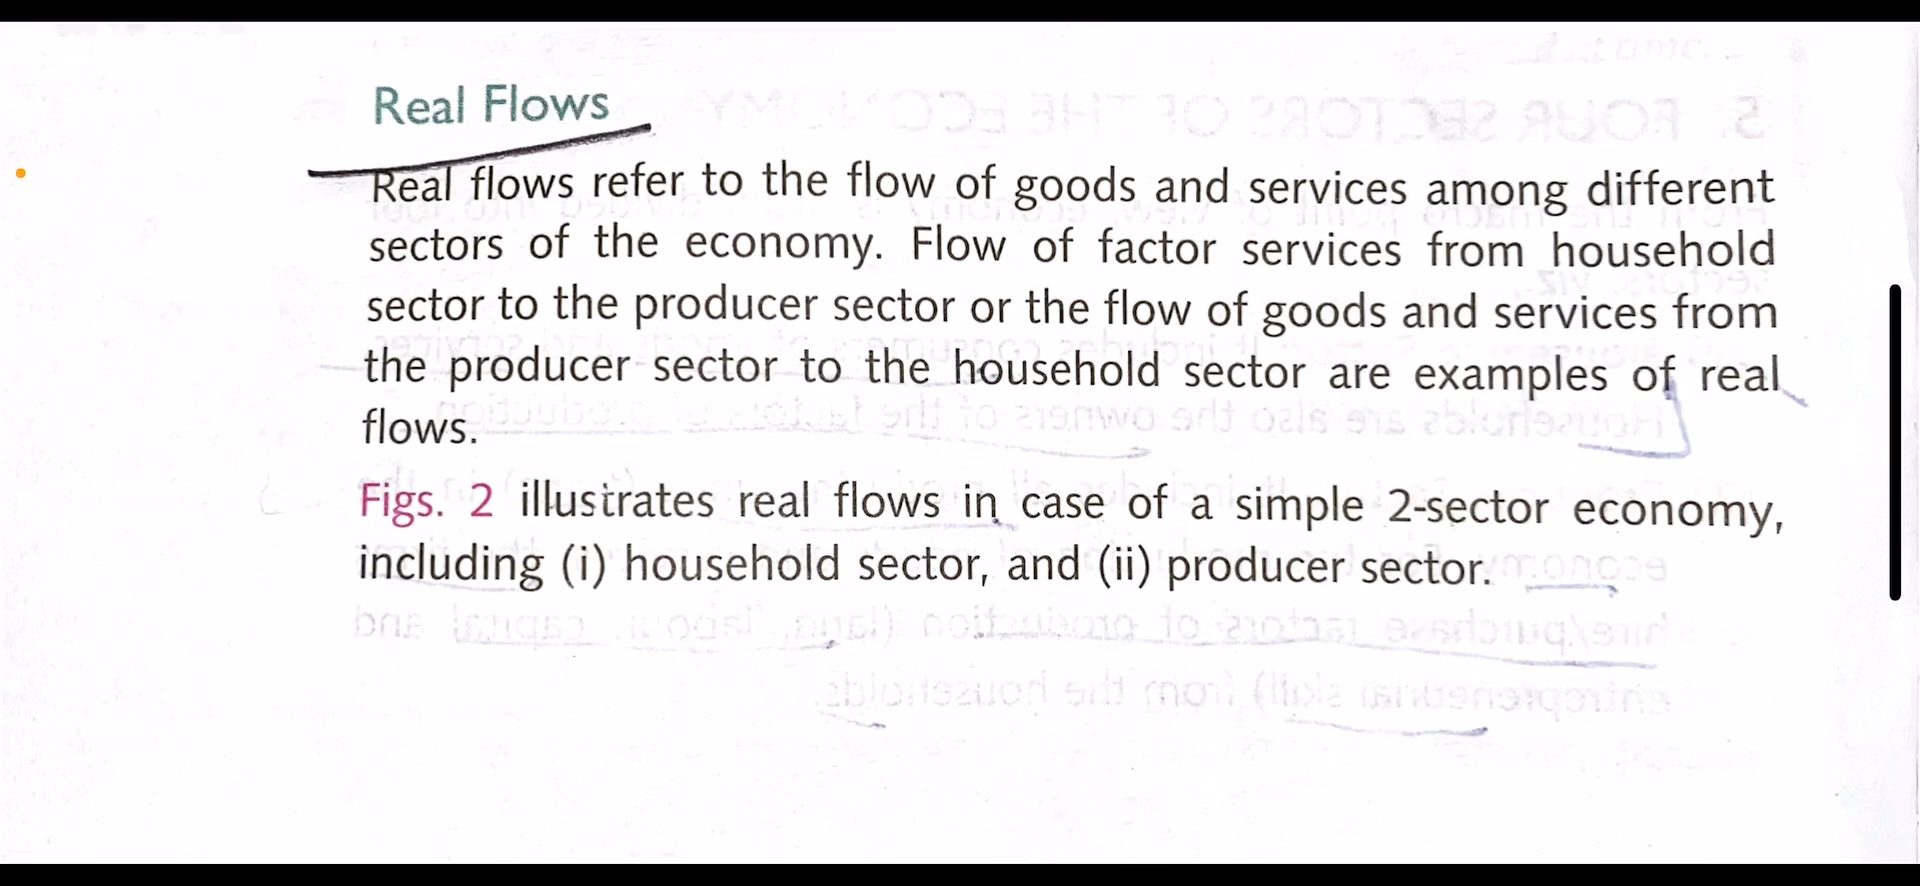 Real Flows
Real flows refer to the flow of goods and services among different
sectors of the economy. Flow of factor services from household
sector to the producer sector or the flow of goods and services from
the producer sector to the household sector are examples of real
flows.
Figs. 2 illustrates real flows in case of a simple 2-sector economy,
including (i) household sector, and (ii) producer sector.